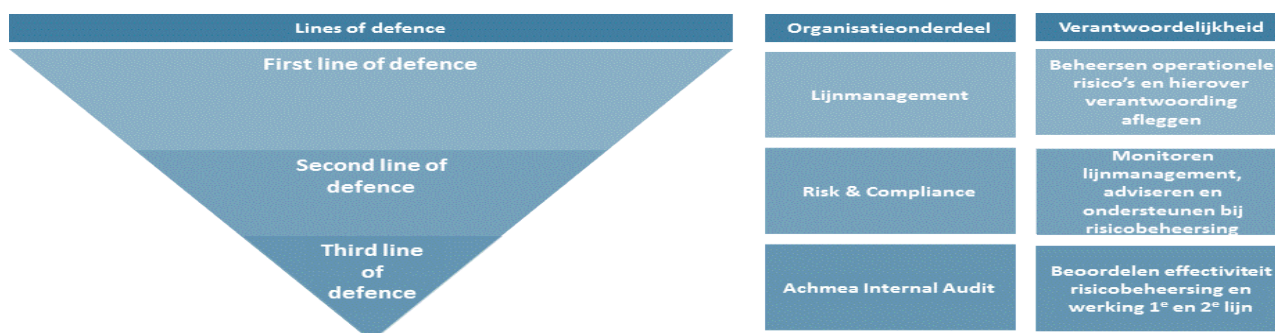 Lines of defence
Organisatieonderdeel
Verantwoordelijkheid
First line of defence
Lijnmanagement
Beheersen operationele
risico's en hierover
verantwoording
afleggen
Second line of
defence
Risk & Compliance
Monitoren
lijnmanagement,
adviseren en
ondersteunen bij
risicobeheersing
Third line
of
defence
Achmea Internal Audit
Beoordelen effectiviteit
risicobeheersing en
werking 1e en 2e lijn